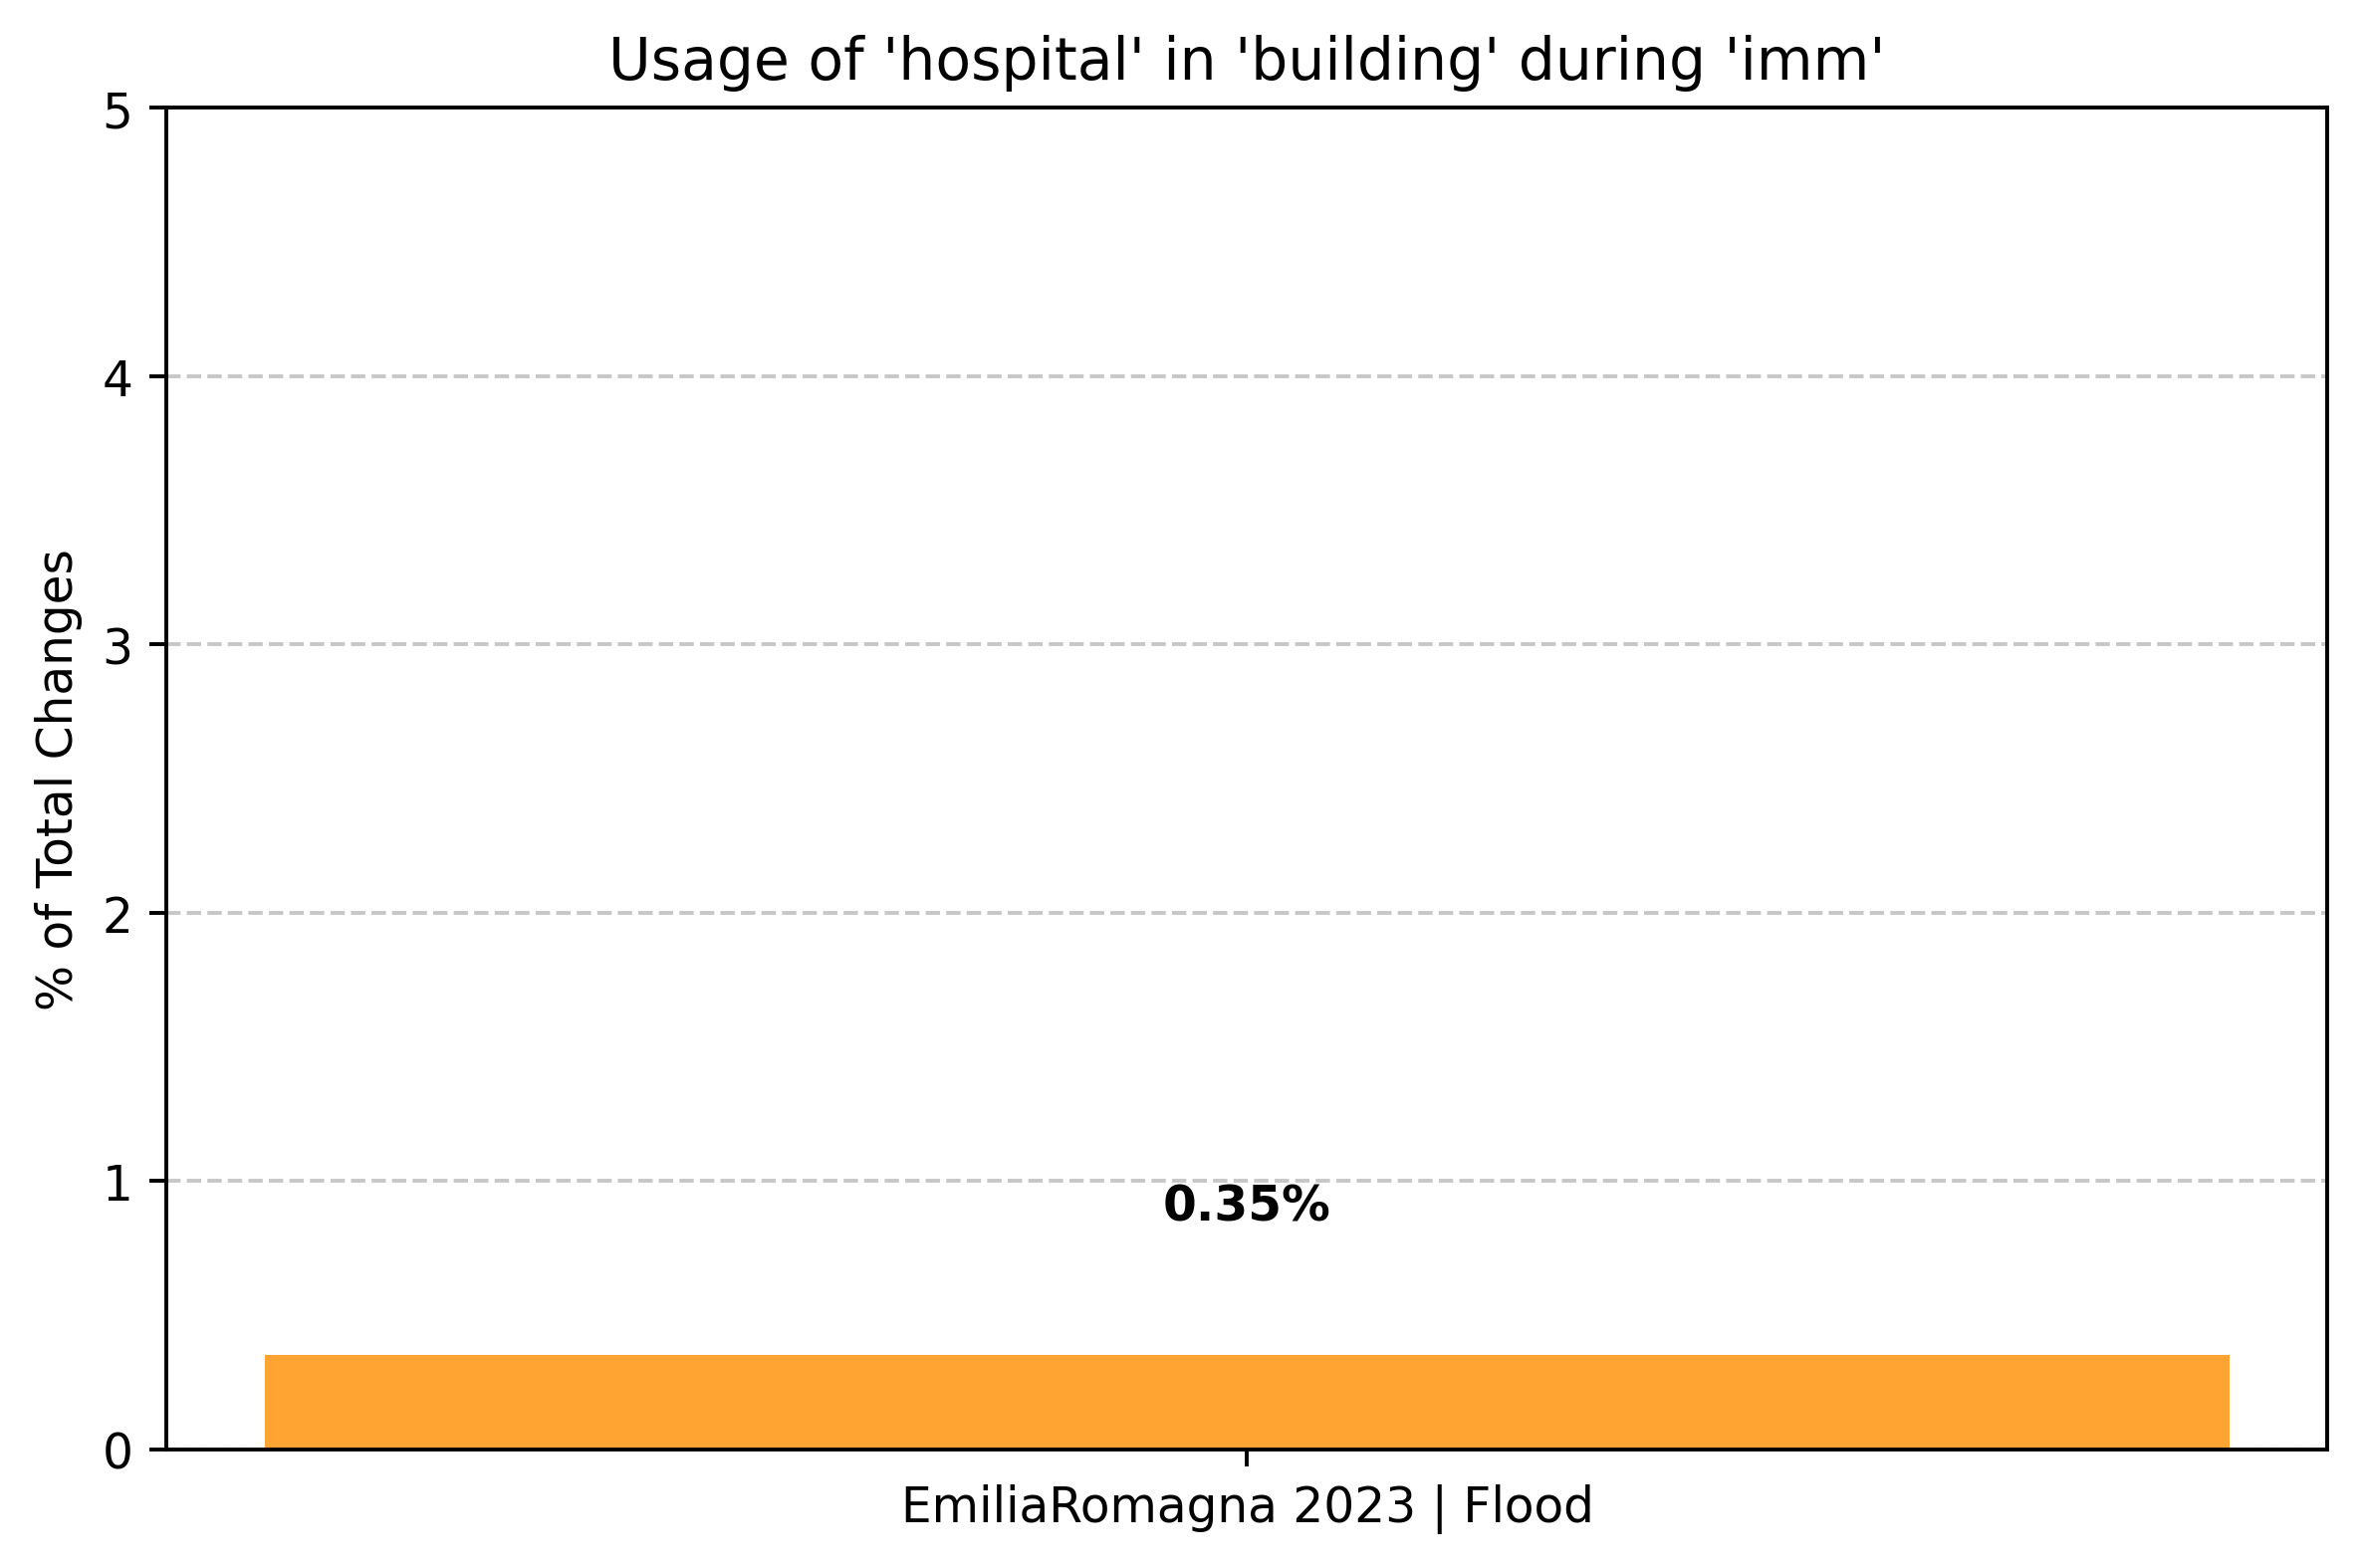 Usage of 'hospital' in 'building' during 'imm'
5
4
3
2
1
0
% of Total Changes
0.35%
EmiliaRomagna 2023 | Flood